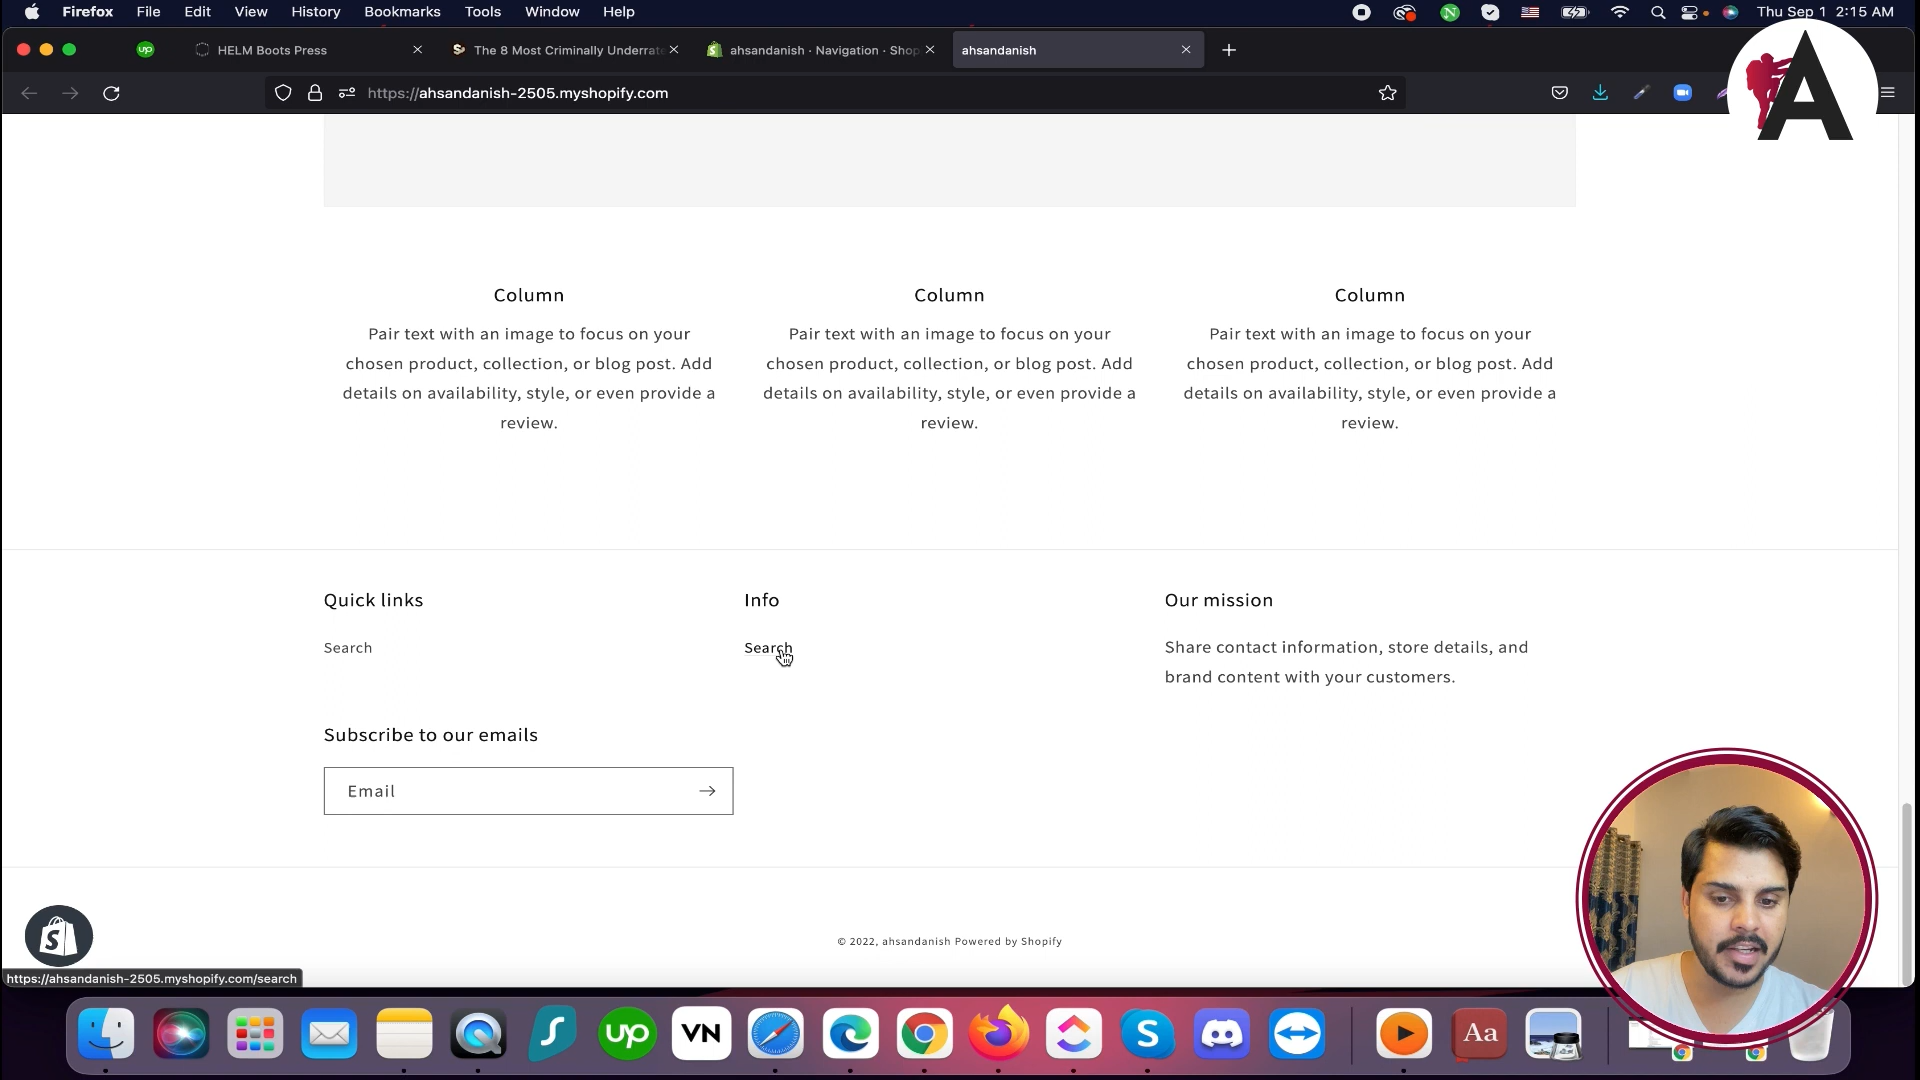 Firefox File Edit View History Bookmarks Tools Window Help
N
Thu Sep 1 2:15 AM
up HELM Boots Press
The 8 Most Criminally Underrate
ahsandanish · Navigation · Shop
ahsandanish
https://ahsandanish-2505.myshopify.com
A
Column
Pair text with an image to focus on your
chosen product, collection, or blog post. Add
details on availability, style, or even provide a
review.
Column
Pair text with an image to focus on your
chosen product, collection, or blog post. Add
details on availability, style, or even provide a
review.
Column
Pair text with an image to focus on your
chosen product, collection, or blog post. Add
details on availability, style, or even provide a
review.
Quick links
Search
Info
Search
Our mission
Share contact information, store details, and
brand content with your customers.
Subscribe to our emails
Email
© 2022, ahsandanish Powered by Shopify
S
https://ahsandanish-2505.myshopify.com/search
up
VN
S
Aa